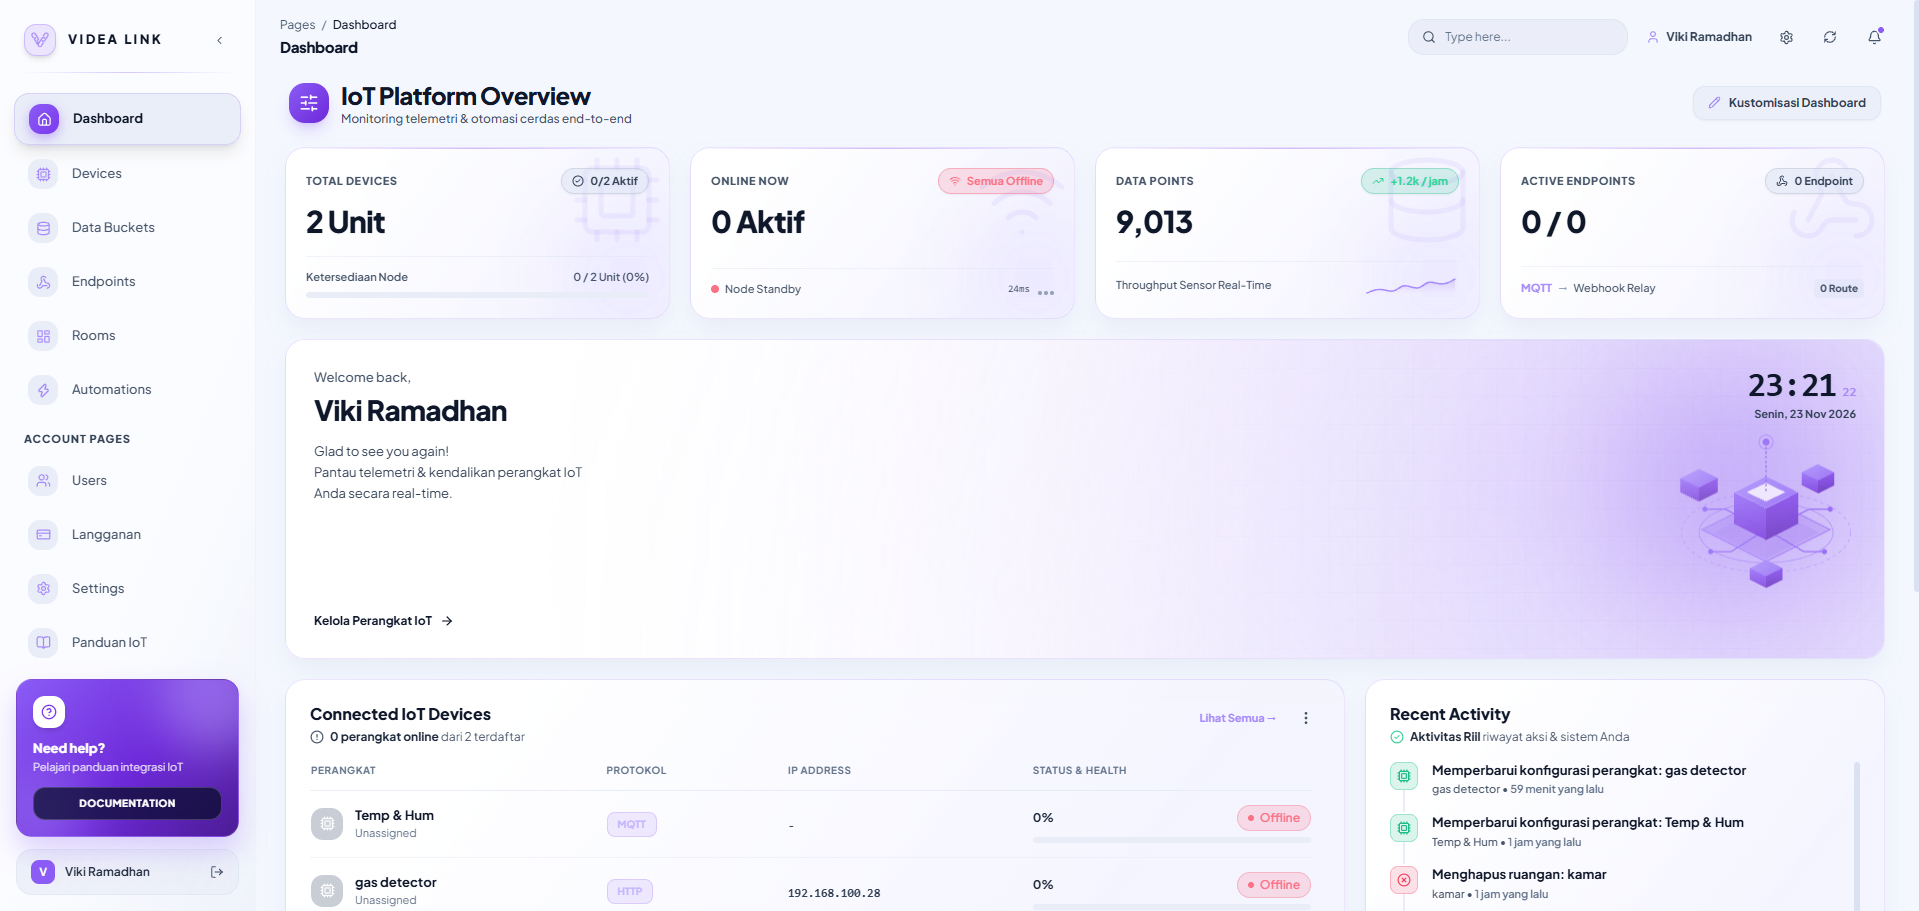 VIDEA LINK
Dashboard
Devices
Data Buckets
Endpoints
Rooms
Automations
ACCOUNT PAGES
Users
Langganan
Settings
Panduan IoT
Need help?
Pelajari panduan integrasi IoT
DOCUMENTATION
V Viki Ramadhan
Pages / Dashboard
Dashboard
Type here...
Viki Ramadhan
IoT Platform Overview
Monitoring telemetri & otomasi cerdas end-to-end
Kustomisasi Dashboard
TOTAL DEVICES
0/2 Aktif
2 Unit
Ketersediaan Node
0 / 2 Unit (0%)
ONLINE NOW
Semua Offline
0 Aktif
Node Standby
24ms
DATA POINTS
+1.2k / jam
9,013
Throughput Sensor Real-Time
ACTIVE ENDPOINTS
0 Endpoint
0 / 0
MQTT → Webhook Relay
0 Route
Welcome back,
Viki Ramadhan
Glad to see you again!
Pantau telemetri & kendalikan perangkat IoT
Anda secara real-time.
Kelola Perangkat IoT →
23:21 22
Senin, 23 Nov 2026
Connected IoT Devices
0 perangkat online dari 2 terdaftar
Lihat Semua →
PERANGKAT PROTOKOL IP ADDRESS STATUS & HEALTH
Temp & Hum
Unassigned
MQTT
-
0%
Offline
gas detector
Unassigned
HTTP
192.168.100.28
0%
Offline
Recent Activity
Aktivitas Riil riwayat aksi & sistem Anda
Memperbarui konfigurasi perangkat: gas detector
gas detector • 59 menit yang lalu
Memperbarui konfigurasi perangkat: Temp & Hum
Temp & Hum • 1 jam yang lalu
Menghapus ruangan: kamar
kamar • 1 jam yang lalu